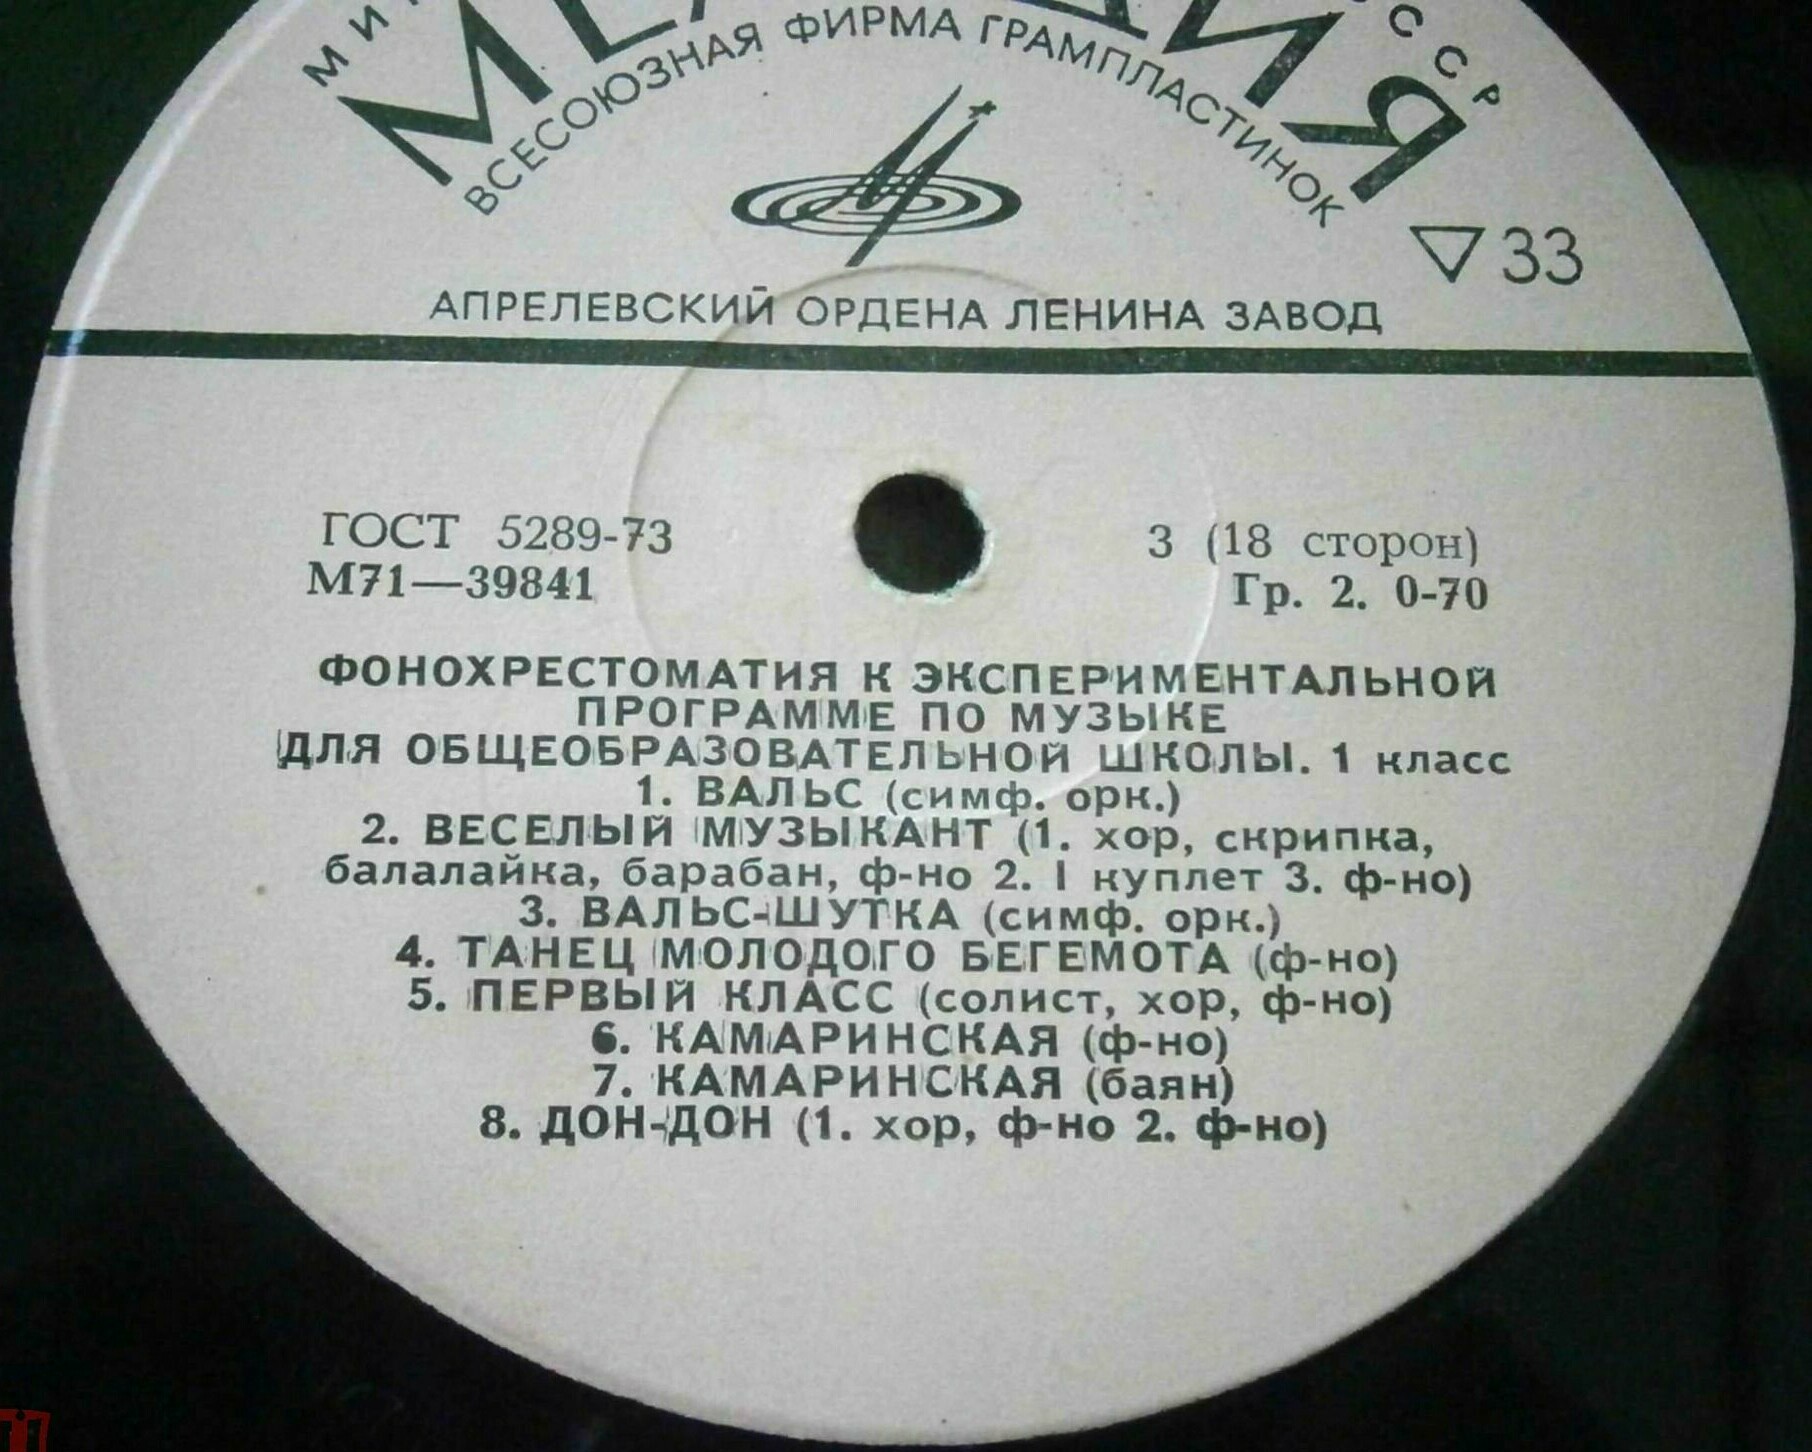 ВСЕСОЮЗНАЯ ФИРМА ГРАМПЛАСТИНОК
▽33
АПРЕЛЕВСКИЙ ОРДЕНА ЛЕНИНА ЗАВОД
ГОСТ 5289-73
3 (18 сторон)
М71—39841
Гр. 2. 0-70
ФОНОХРЕСТОМАТИЯ К ЭКСПЕРИМЕНТАЛЬНОЙ
ПРОГРАММЕ ПО МУЗЫКЕ
ДЛЯ ОБЩЕОБРАЗОВАТЕЛЬНОЙ ШКОЛЫ. 1 класс
1. ВАЛЬС (симф. орк.)
2. ВЕСЕЛЫЙ МУЗЫКАНТ (1. хор, скрипка,
балалайка, барабан, ф-но 2. I куплет 3. ф-но)
3. ВАЛЬС-ШУТКА (симф. орк.)
4. ТАНЕЦ МОЛОДОГО БЕГЕМОТА (ф-но)
5. ПЕРВЫЙ КЛАСС (солист, хор, ф-но)
6. КАМАРИНСКАЯ (ф-но)
7. КАМАРИНСКАЯ (баян)
8. ДОН-ДОН (1. хор, ф-но 2. ф-но)